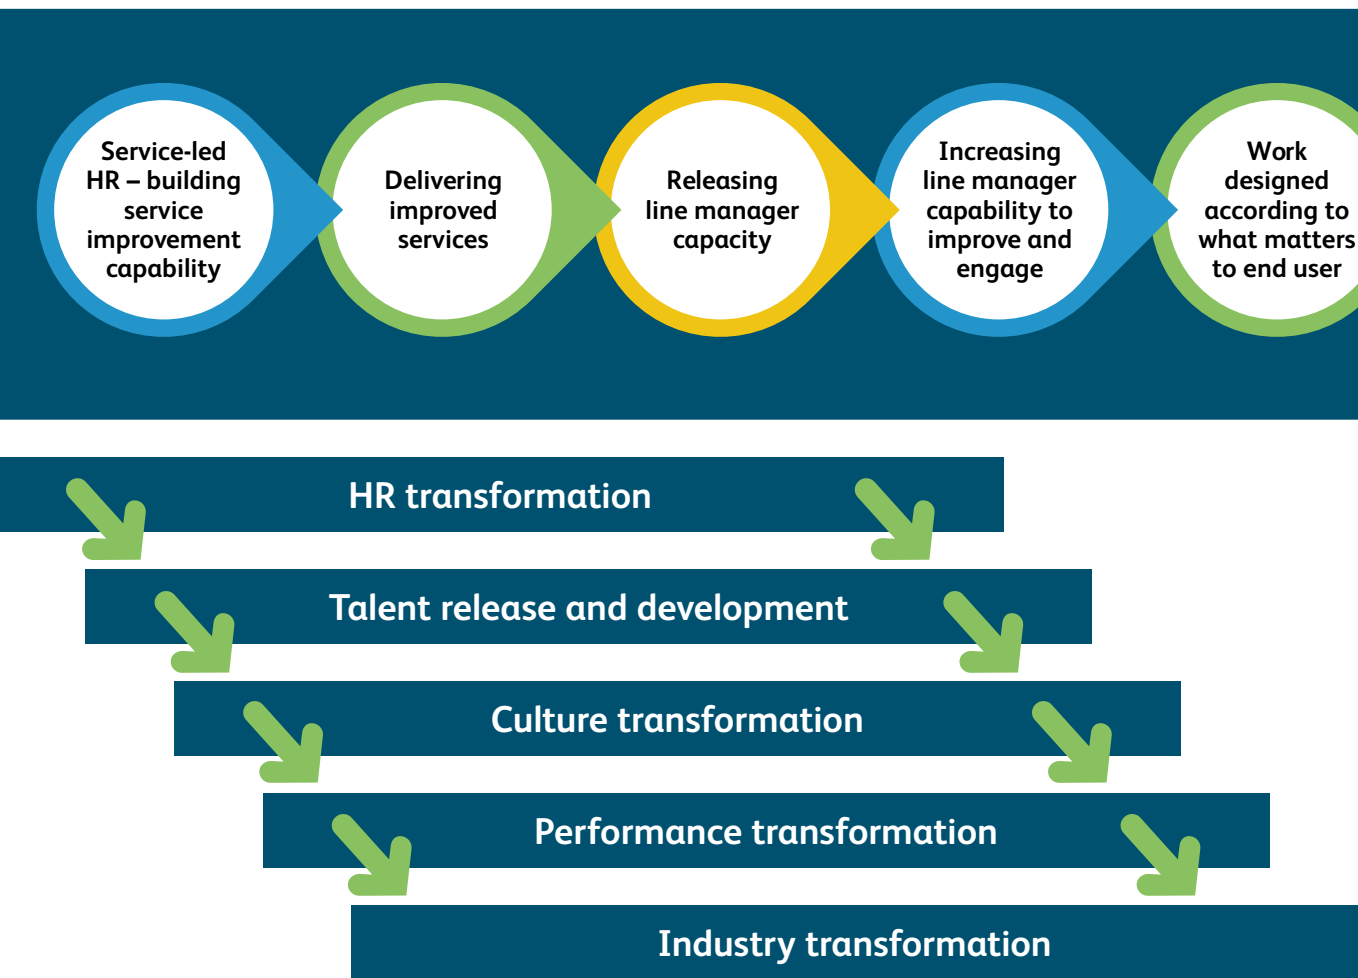 Service-led
HR – building
service
improvement
capability
Delivering
improved
services
Releasing
line manager
capacity
Increasing
line manager
capability to
improve and
engage
Work
designed
according to
what matters
to end user
HR transformation
Talent release and development
Culture transformation
Performance transformation
Industry transformation